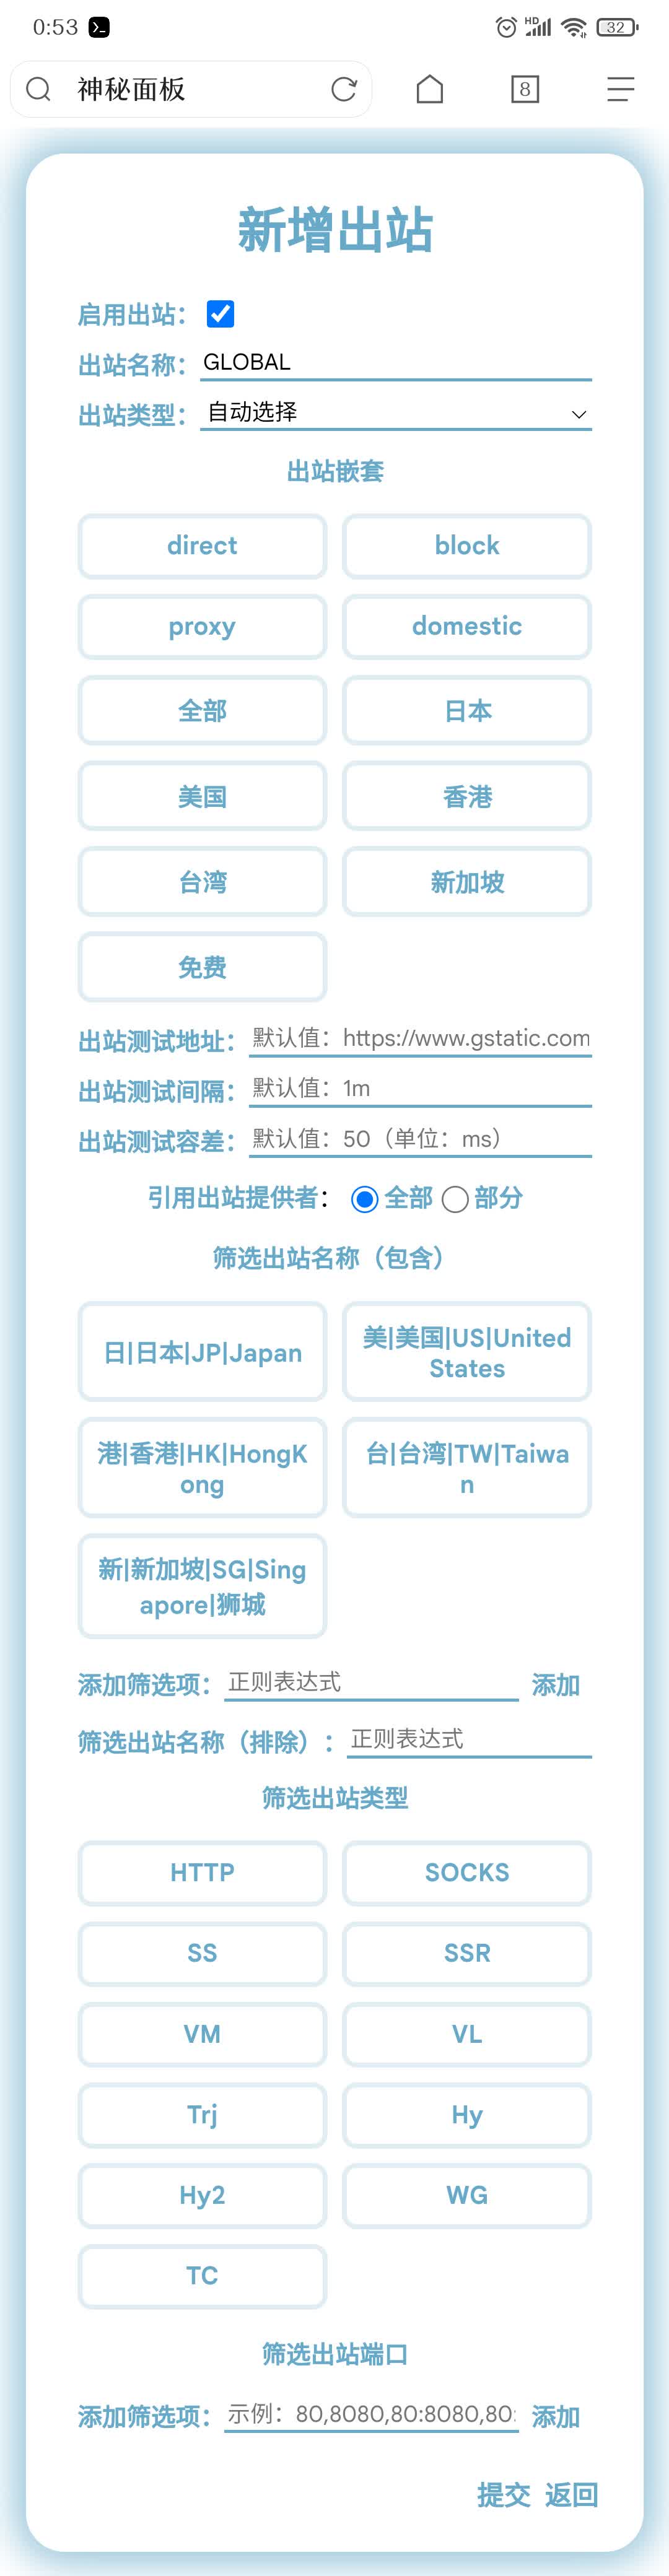 0:53
HD
32
神秘面板
8
新增出站
启用出站：
出站名称：GLOBAL
出站类型：自动选择
出站嵌套
direct block
proxy domestic
全部 日本
美国 香港
台湾 新加坡
免费
出站测试地址：默认值：https://www.gstatic.com
出站测试间隔：默认值：1m
出站测试容差：默认值：50（单位：ms）
引用出站提供者： 全部 部分
筛选出站名称（包含）
日|日本|JP|Japan
美|美国|US|United
States
港|香港|HK|HongK
ong
台|台湾|TW|Taiwa
n
新|新加坡|SG|Sing
apore|狮城
添加筛选项：正则表达式 添加
筛选出站名称（排除）：正则表达式
筛选出站类型
HTTP SOCKS
SS SSR
VM VL
Trj Hy
Hy2 WG
TC
筛选出站端口
添加筛选项：示例：80,8080,80:8080,80: 添加
提交 返回